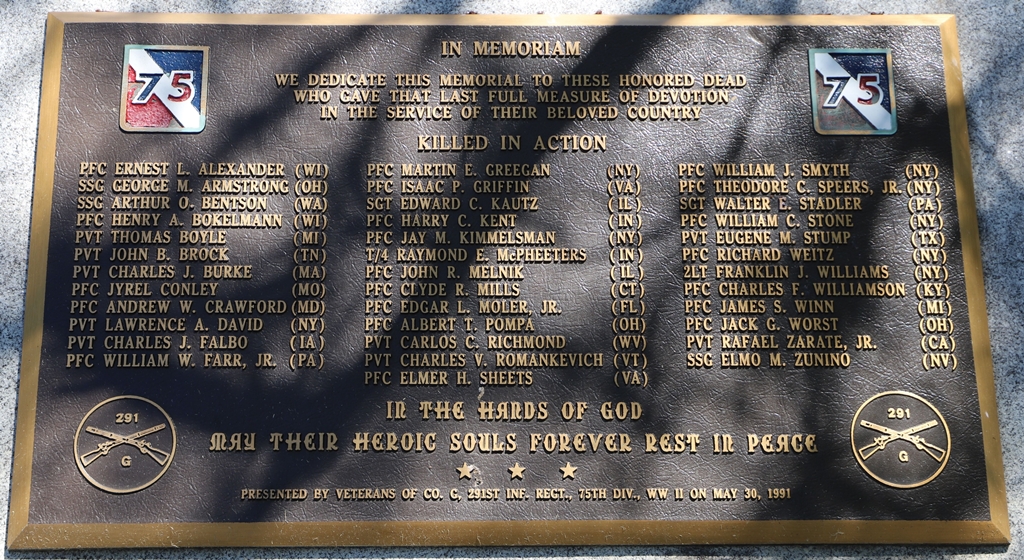 IN MEMORIAM
75
75
WE DEDICATE THIS MEMORIAL TO THESE HONORED DEAD
WHO GAVE THAT LAST FULL MEASURE OF DEVOTION
IN THE SERVICE OF THEIR BELOVED COUNTRY
KILLED IN ACTION
PFC ERNEST L. ALEXANDER (WI)
SSG GEORGE M. ARMSTRONG (OH)
SSG ARTHUR O. BENTSON (WA)
PFC HENRY A. BOKELMANN (WI)
PVT THOMAS BOYLE (MI)
PVT JOHN B. BROCK (TN)
PVT CHARLES J. BURKE (MA)
PFC JYREL CONLEY (MO)
PFC ANDREW W. CRAWFORD (MD)
PVT LAWRENCE A. DAVID (NY)
PVT CHARLES J. FALBO (IA)
PFC WILLIAM W. FARR, JR. (PA)
PFC MARTIN E. GREEGAN (NY)
PFC ISAAC P. GRIFFIN (VA)
SGT EDWARD C. KAUTZ (IL)
PFC HARRY C. KENT (IN)
PFC JAY M. KIMMELSMAN (NY)
T/4 RAYMOND E. McPHEETERS (IN)
PFC JOHN R. MELNIK (IL)
PFC CLYDE R. MILLS (CT)
PFC EDGAR L. MOLER, JR. (FL)
PFC ALBERT T. POMPA (OH)
PVT CARLOS C. RICHMOND (WV)
PVT CHARLES V. ROMANKEVICH (VT)
PFC ELMER H. SHEETS (VA)
PFC WILLIAM J. SMYTH (NY)
PFC THEODORE C. SPEERS, JR. (NY)
SGT WALTER E. STADLER (PA)
PFC WILLIAM C. STONE (NY)
PVT EUGENE M. STUMP (TX)
PFC RICHARD WEITZ (NY)
2LT FRANKLIN J. WILLIAMS (NY)
PFC CHARLES F. WILLIAMSON (KY)
PFC JAMES S. WINN (MI)
PFC JACK G. WORST (OH)
PVT RAFAEL ZARATE, JR. (CA)
SSG ELMO M. ZUNINO (NV)
IN THE HANDS OF GOD
MAY THEIR HEROIC SOULS FOREVER REST IN PEACE
291
G
291
G
PRESENTED BY VETERANS OF CO. G, 291ST INF. REGT., 75TH DIV., WW II ON MAY 30, 1991